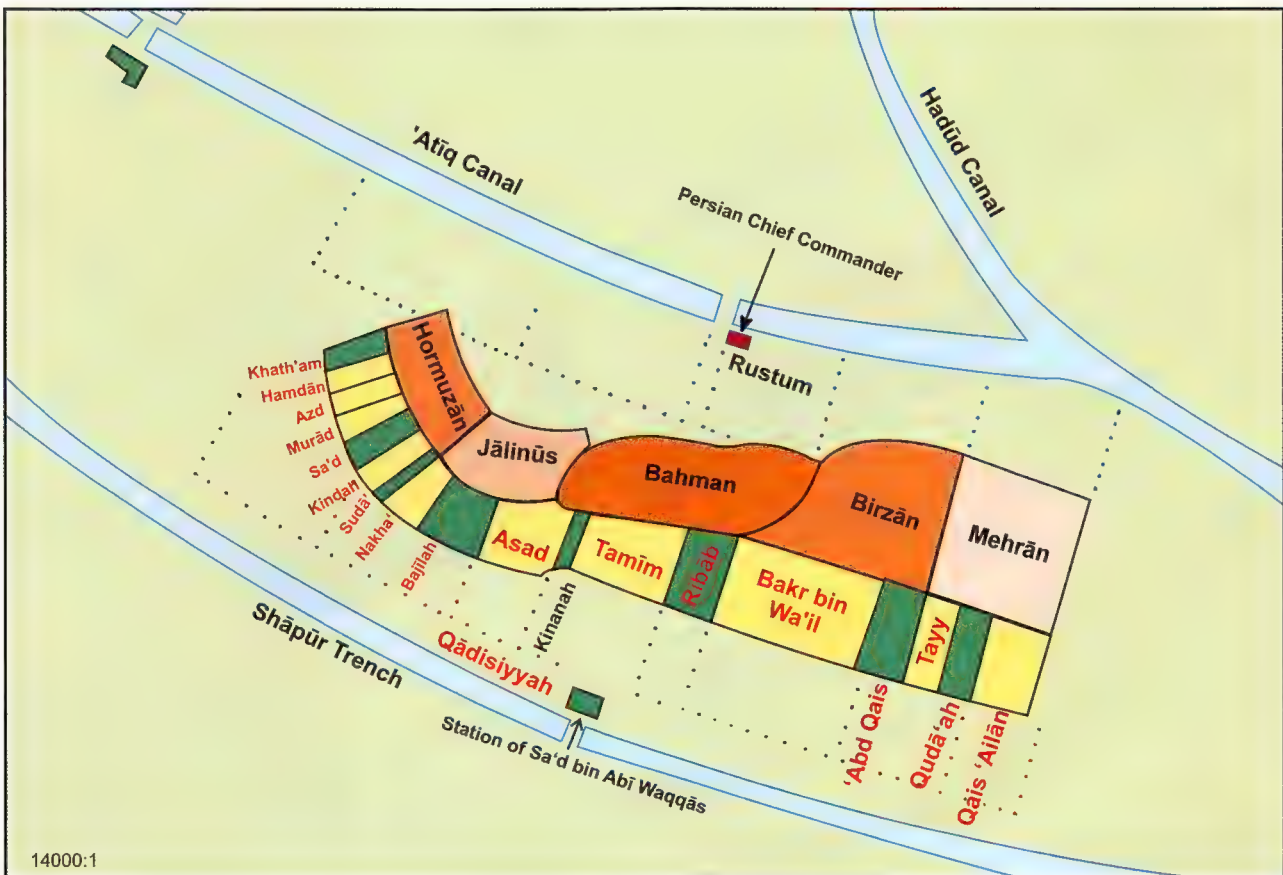 'Atīq Canal
Hadūd Canal
Persian Chief Commander
Rustum
Hormuzān
Jālinūs
Bahman
Birzān
Mehrān
Khath'am
Hamdān
Azd
Murād
Sa'd
Kindah
Sudā'
Nakha'
Bajīlah
Asad
Kinanah
Tamīm
Ribāb
Bakr bin
Wa'il
'Abd Qais
Tayy
Qudā'ah
Qais 'Ailān
Shāpūr Trench
Qādisiyyah
Station of Sa'd bin Abī Waqqās
14000:1